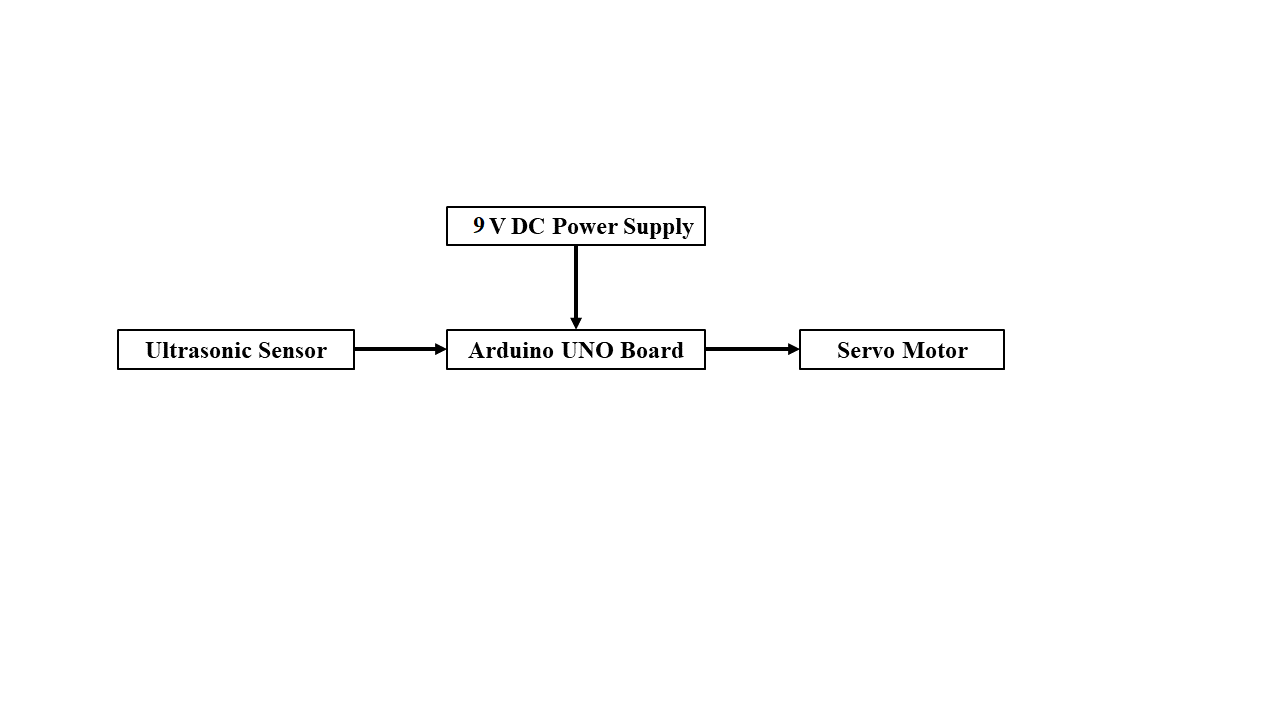 9 V DC Power Supply
Ultrasonic Sensor
Arduino UNO Board
Servo Motor